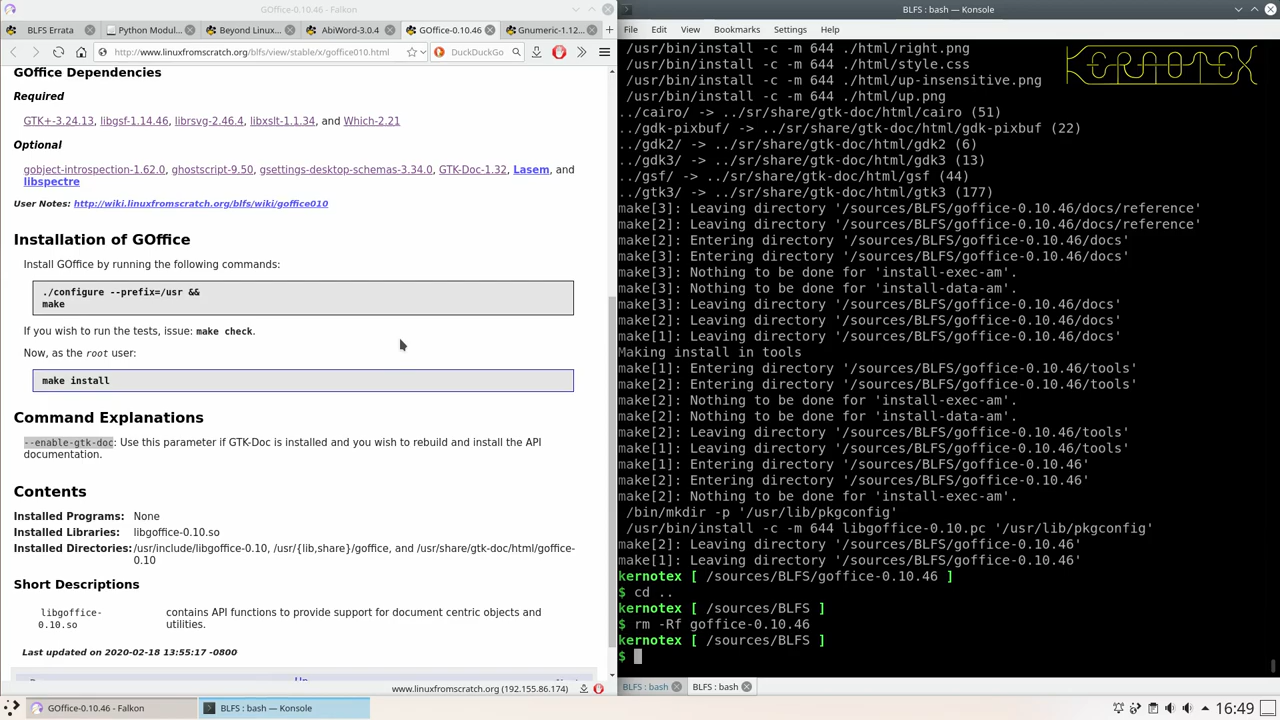 GOffice-0.10.46 - Falkon
BLFS Errata
Python Modul...
Beyond Linux...
AbiWord-3.0.4
GOffice-0.10.46
Gnumeric-1.12...
http://www.linuxfromscratch.org/blfs/view/stable/x/goffice010.html
DuckDuckGo
GOffice Dependencies
Required
GTK+-3.24.13, libgsf-1.14.46, librsvg-2.46.4, libxslt-1.1.34, and Which-2.21
Optional
gobject-introspection-1.62.0, ghostscript-9.50, gsettings-desktop-schemas-3.34.0, GTK-Doc-1.32, Lasem, and
libspectre
User Notes: http://wiki.linuxfromscratch.org/blfs/wiki/goffice010
Installation of GOffice
Install GOffice by running the following commands:
./configure --prefix=/usr &&
make
If you wish to run the tests, issue: make check.
Now, as the root user:
make install
Command Explanations
--enable-gtk-doc: Use this parameter if GTK-Doc is installed and you wish to rebuild and install the API
documentation.
Contents
Installed Programs: None
Installed Libraries: libgoffice-0.10.so
Installed Directories: /usr/include/libgoffice-0.10, /usr/{lib,share}/goffice, and /usr/share/gtk-doc/html/goffice-
0.10
Short Descriptions
libgoffice- contains API functions to provide support for document centric objects and
0.10.so utilities.
Last updated on 2020-02-18 13:55:17 -0800
www.linuxfromscratch.org (192.155.86.174)
BLFS : bash — Konsole
File Edit View Bookmarks Settings Help
KERNOTEX
/usr/bin/install -c -m 644 ./html/right.png
/usr/bin/install -c -m 644 ./html/style.css
/usr/bin/install -c -m 644 ./html/up-insensitive.png
/usr/bin/install -c -m 644 ./html/up.png
../cairo/ -> ../sr/share/gtk-doc/html/cairo (51)
../gdk-pixbuf/ -> ../sr/share/gtk-doc/html/gdk-pixbuf (22)
../gdk2/ -> ../sr/share/gtk-doc/html/gdk2 (6)
../gdk3/ -> ../sr/share/gtk-doc/html/gdk3 (13)
../gsf/ -> ../sr/share/gtk-doc/html/gsf (44)
../gtk3/ -> ../sr/share/gtk-doc/html/gtk3 (177)
make[3]: Leaving directory '/sources/BLFS/goffice-0.10.46/docs/reference'
make[2]: Leaving directory '/sources/BLFS/goffice-0.10.46/docs/reference'
make[2]: Entering directory '/sources/BLFS/goffice-0.10.46/docs'
make[3]: Entering directory '/sources/BLFS/goffice-0.10.46/docs'
make[3]: Nothing to be done for 'install-exec-am'.
make[3]: Nothing to be done for 'install-data-am'.
make[3]: Leaving directory '/sources/BLFS/goffice-0.10.46/docs'
make[2]: Leaving directory '/sources/BLFS/goffice-0.10.46/docs'
make[1]: Leaving directory '/sources/BLFS/goffice-0.10.46/docs'
Making install in tools
make[1]: Entering directory '/sources/BLFS/goffice-0.10.46/tools'
make[2]: Entering directory '/sources/BLFS/goffice-0.10.46/tools'
make[2]: Nothing to be done for 'install-exec-am'.
make[2]: Nothing to be done for 'install-data-am'.
make[2]: Leaving directory '/sources/BLFS/goffice-0.10.46/tools'
make[1]: Leaving directory '/sources/BLFS/goffice-0.10.46/tools'
make[1]: Entering directory '/sources/BLFS/goffice-0.10.46'
make[2]: Entering directory '/sources/BLFS/goffice-0.10.46'
make[2]: Nothing to be done for 'install-exec-am'.
/bin/mkdir -p '/usr/lib/pkgconfig'
/usr/bin/install -c -m 644 libgoffice-0.10.pc '/usr/lib/pkgconfig'
make[2]: Leaving directory '/sources/BLFS/goffice-0.10.46'
make[1]: Leaving directory '/sources/BLFS/goffice-0.10.46'
kernotex [ /sources/BLFS/goffice-0.10.46 ]
$ cd ..
kernotex [ /sources/BLFS ]
$ rm -Rf goffice-0.10.46
kernotex [ /sources/BLFS ]
$
BLFS : bash
BLFS : bash
GOffice-0.10.46 - Falkon
BLFS : bash — Konsole
16:49